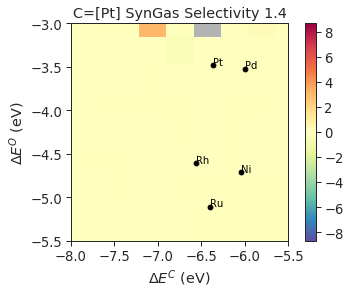 C=[Pt] SynGas Selectivity 1.4
−3.0
−3.5
−4.0
−4.5
−5.0
−5.5
ΔE^O (eV)
Pt
Pd
Rh
Ni
Ru
−8.0 −7.5 −7.0 −6.5 −6.0 −5.5
ΔE^C (eV)
8
6
4
2
0
−2
−4
−6
−8